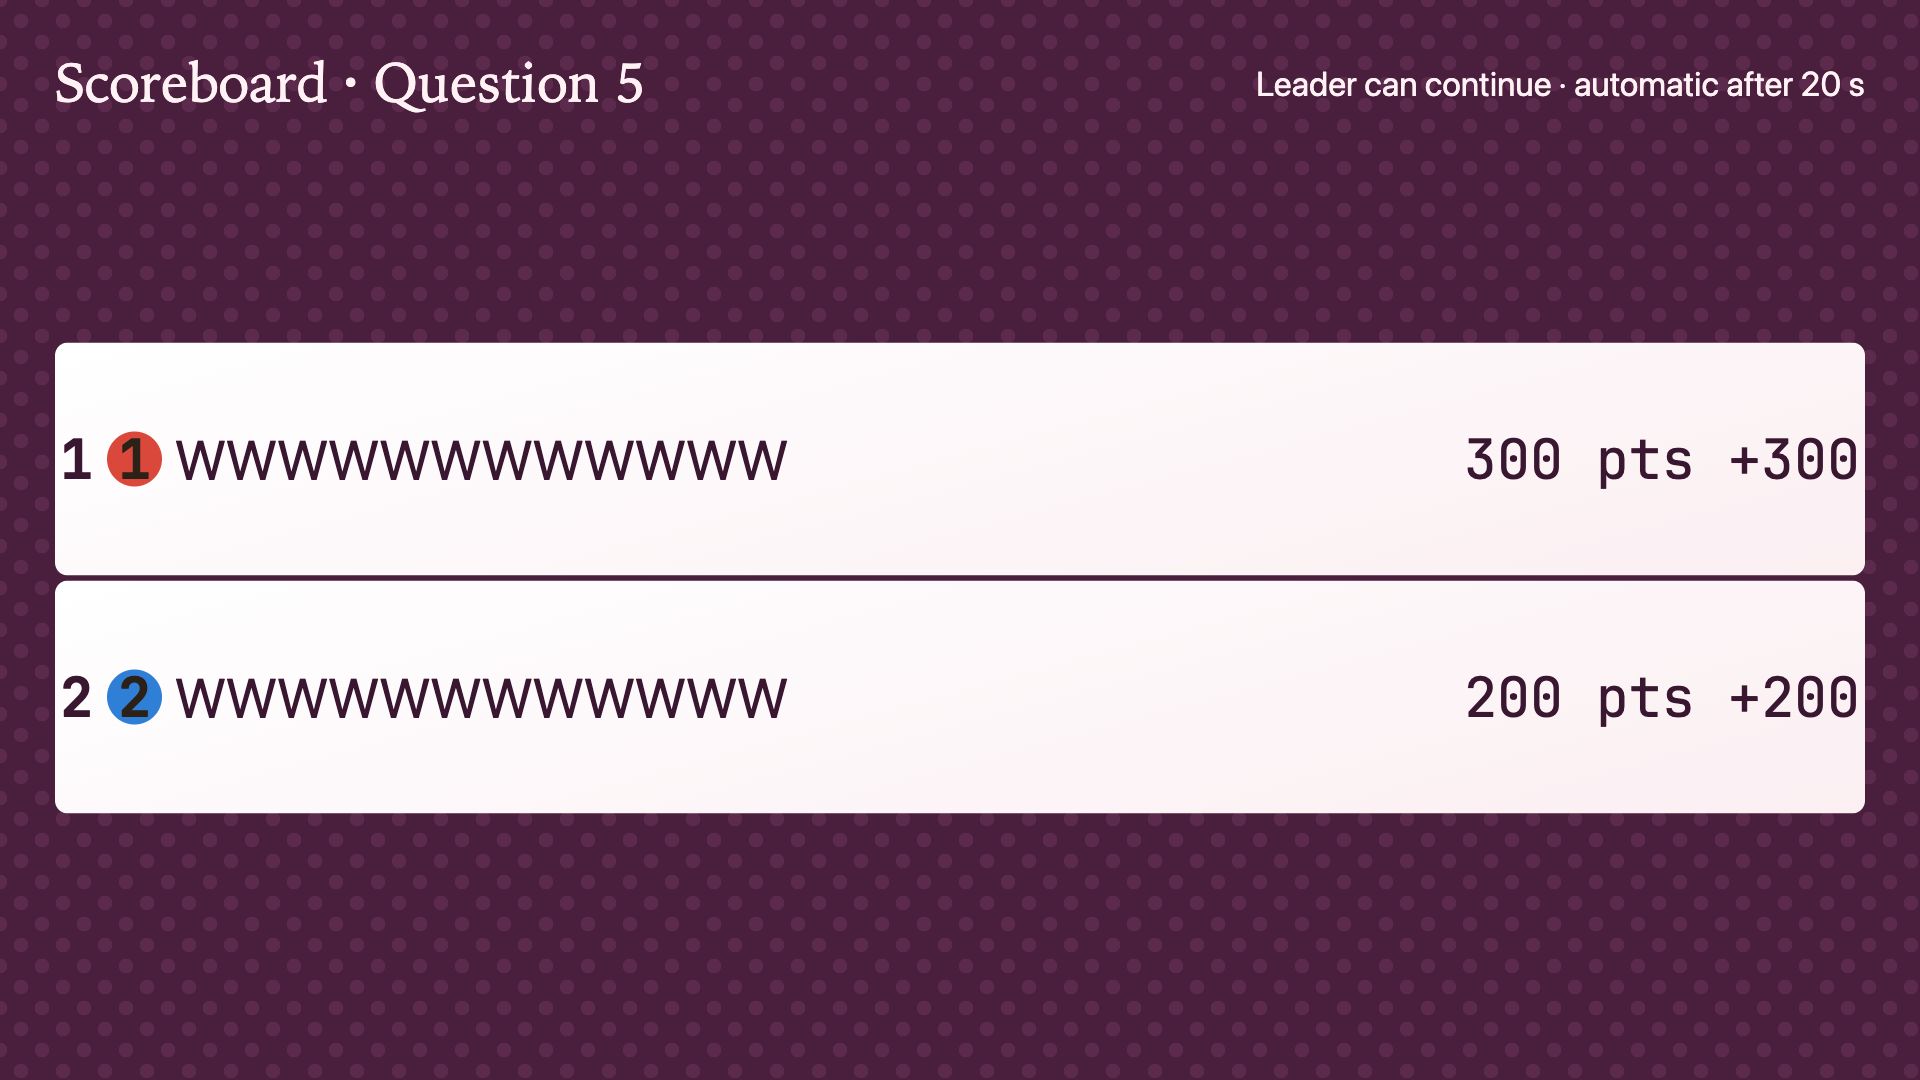 Scoreboard · Question 5
Leader can continue · automatic after 20 s
1 1 WWWWWWWWWWWW 300 pts +300
2 2 WWWWWWWWWWWW 200 pts +200